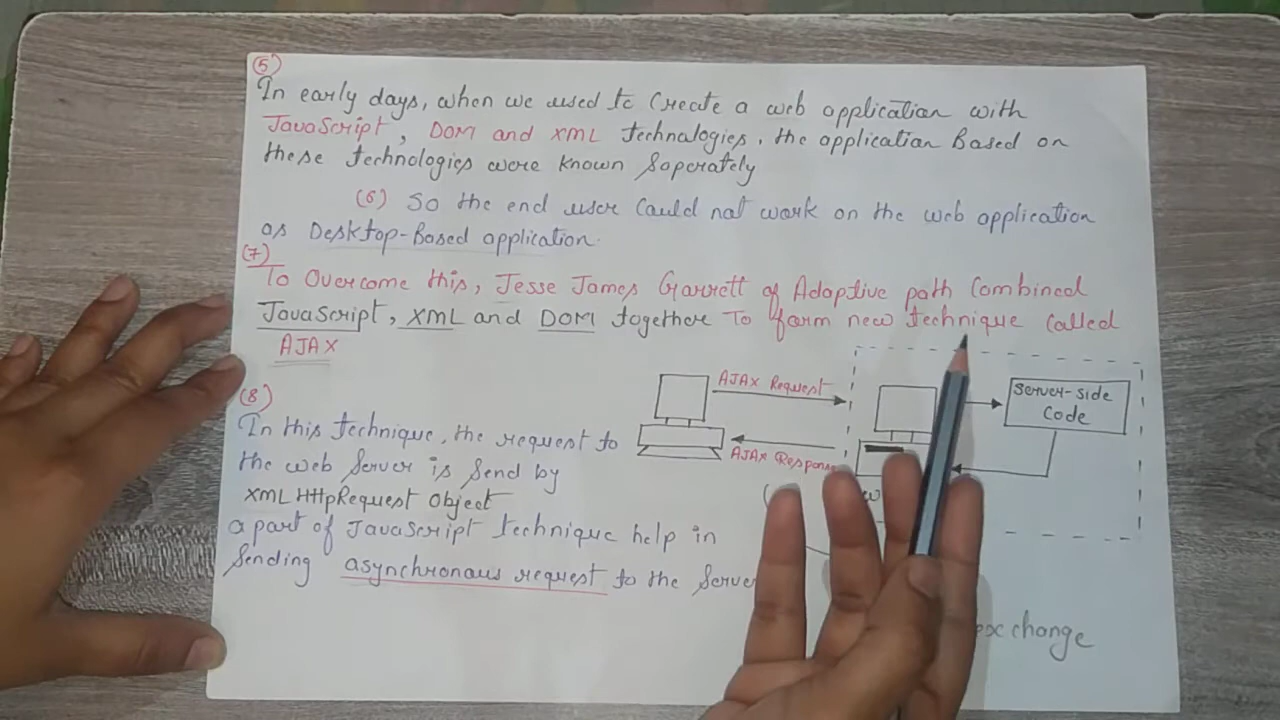 (5)
In early days, when we used to Create a web application with
JavaScript, DOM and XML Technalogies, the application Based on
these technologies were known Saperately
(6) So the end user Could not work on the web application
as Desktop-Based application.
(7)
To Overcome this, Jesse James Garrett of Adaptive path Combined
JavaScript, XML and DOM together To form new technique Called
AJAX
(8)
In this technique, the request to
the web Server is Send by
XMLHttpRequest Object
a part of JavaScript technique help in
Sending asynchronous request to the Server
AJAX Request
AJAX Response
Server-Side
Code
change